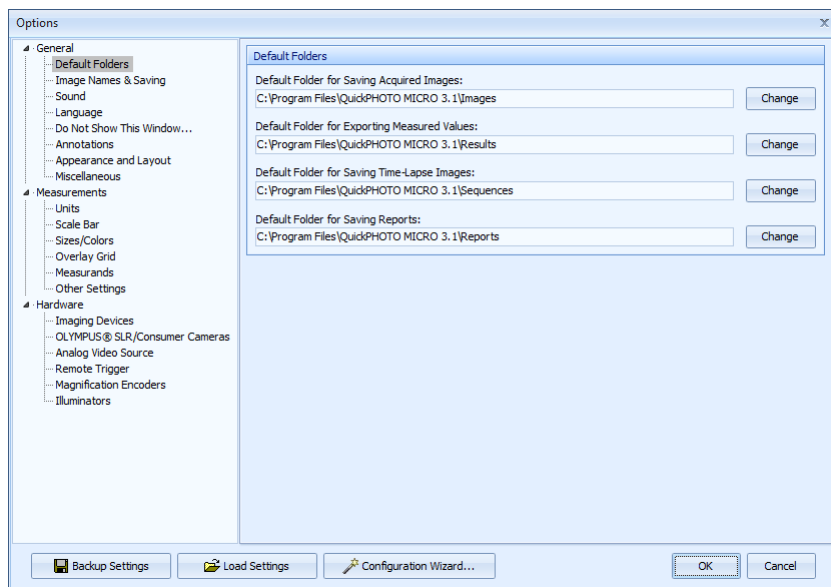 Options
x
General
Default Folders
Image Names & Saving
Sound
Language
Do Not Show This Window...
Annotations
Appearance and Layout
Miscellaneous
Measurements
Units
Scale Bar
Sizes/Colors
Overlay Grid
Measurands
Other Settings
Hardware
Imaging Devices
OLYMPUS® SLR/Consumer Cameras
Analog Video Source
Remote Trigger
Magnification Encoders
Illuminators
Default Folders
Default Folder for Saving Acquired Images:
C:\Program Files\QuickPHOTO MICRO 3.1\Images Change
Default Folder for Exporting Measured Values:
C:\Program Files\QuickPHOTO MICRO 3.1\Results Change
Default Folder for Saving Time-Lapse Images:
C:\Program Files\QuickPHOTO MICRO 3.1\Sequences Change
Default Folder for Saving Reports:
C:\Program Files\QuickPHOTO MICRO 3.1\Reports Change
Backup Settings Load Settings Configuration Wizard... OK Cancel